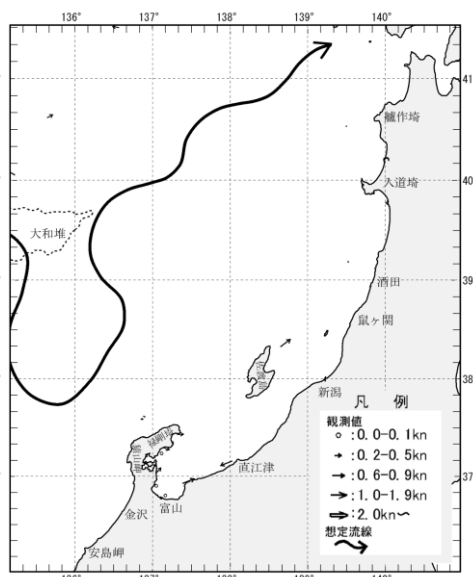 136° 137° 138° 139° 140°
41
艫作埼
40
入道埼
大和堆
39
酒田
鼠ヶ関
38
佐渡島
新潟
凡 例
観測値
:0.0-0.1kn
:0.2-0.5kn
:0.6-0.9kn
:1.0-1.9kn
:2.0kn〜
想定流線
37
直江津
金沢
富山
安島岬